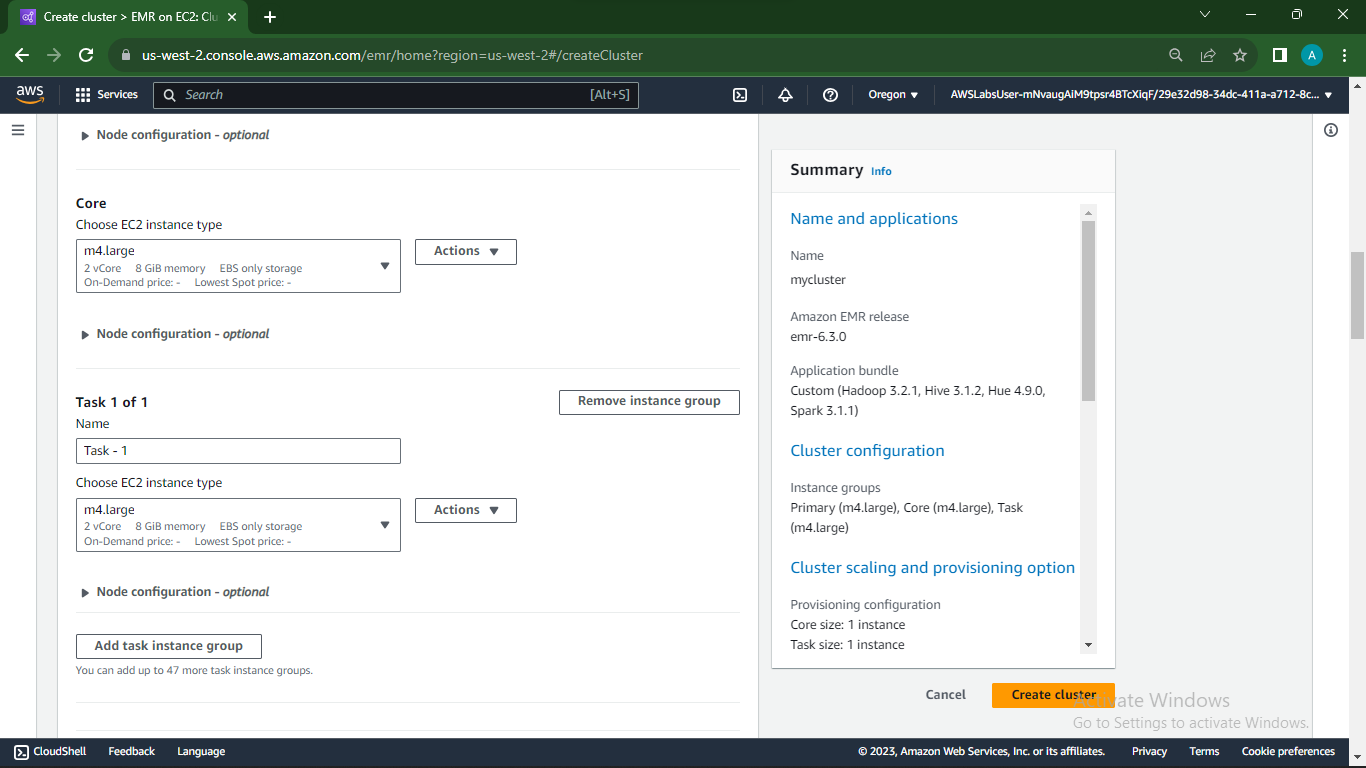 Create cluster > EMR on EC2: Clu
us-west-2.console.aws.amazon.com/emr/home?region=us-west-2#/createCluster
A
aws
Services
Search
[Alt+S]
Oregon
AWSLabsUser-mNvaugAiM9tpsr4BTcXiqF/29e32d98-34dc-411a-a712-8c...
Node configuration - optional
Core
Choose EC2 instance type
m4.large
2 vCore 8 GiB memory EBS only storage
On-Demand price: - Lowest Spot price: -
Actions
Node configuration - optional
Task 1 of 1
Remove instance group
Name
Task - 1
Choose EC2 instance type
m4.large
2 vCore 8 GiB memory EBS only storage
On-Demand price: - Lowest Spot price: -
Actions
Node configuration - optional
Add task instance group
You can add up to 47 more task instance groups.
Summary Info
Name and applications
Name
mycluster
Amazon EMR release
emr-6.3.0
Application bundle
Custom (Hadoop 3.2.1, Hive 3.1.2, Hue 4.9.0,
Spark 3.1.1)
Cluster configuration
Instance groups
Primary (m4.large), Core (m4.large), Task
(m4.large)
Cluster scaling and provisioning option
Provisioning configuration
Core size: 1 instance
Task size: 1 instance
Cancel
Create cluster
Activate Windows
Go to Settings to activate Windows.
CloudShell
Feedback
Language
© 2023, Amazon Web Services, Inc. or its affiliates.
Privacy
Terms
Cookie preferences